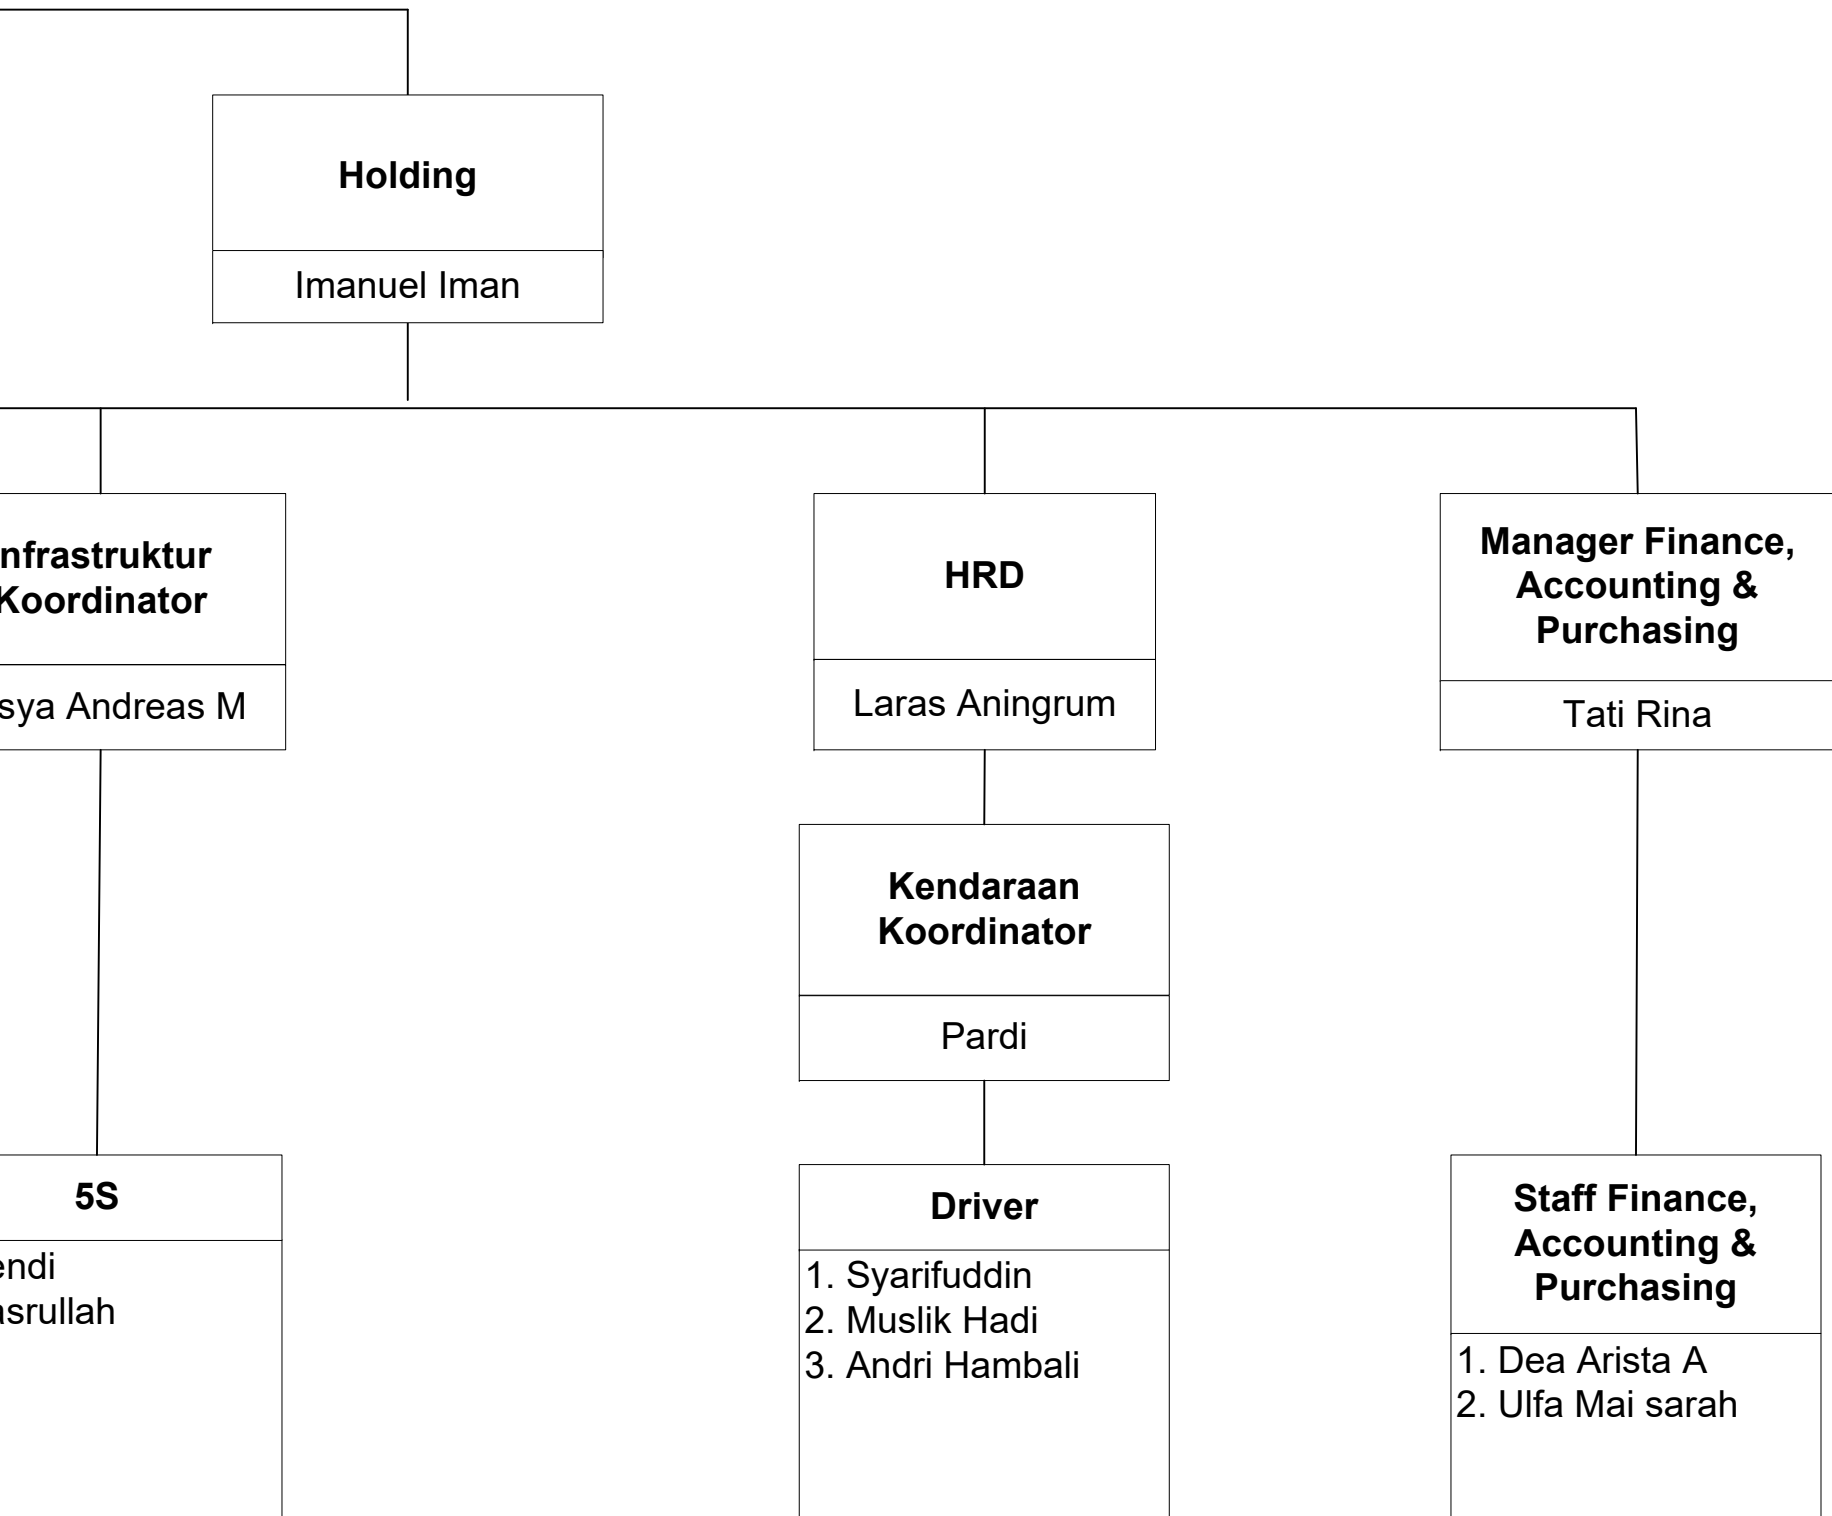 Holding
Imanuel Iman
nfrastruktur
Koordinator
sya Andreas M
HRD
Laras Aningrum
Manager Finance,
Accounting &
Purchasing
Tati Rina
Kendaraan
Koordinator
Pardi
5S
endi
asrullah
Driver
1. Syarifuddin
2. Muslik Hadi
3. Andri Hambali
Staff Finance,
Accounting &
Purchasing
1. Dea Arista A
2. Ulfa Mai sarah